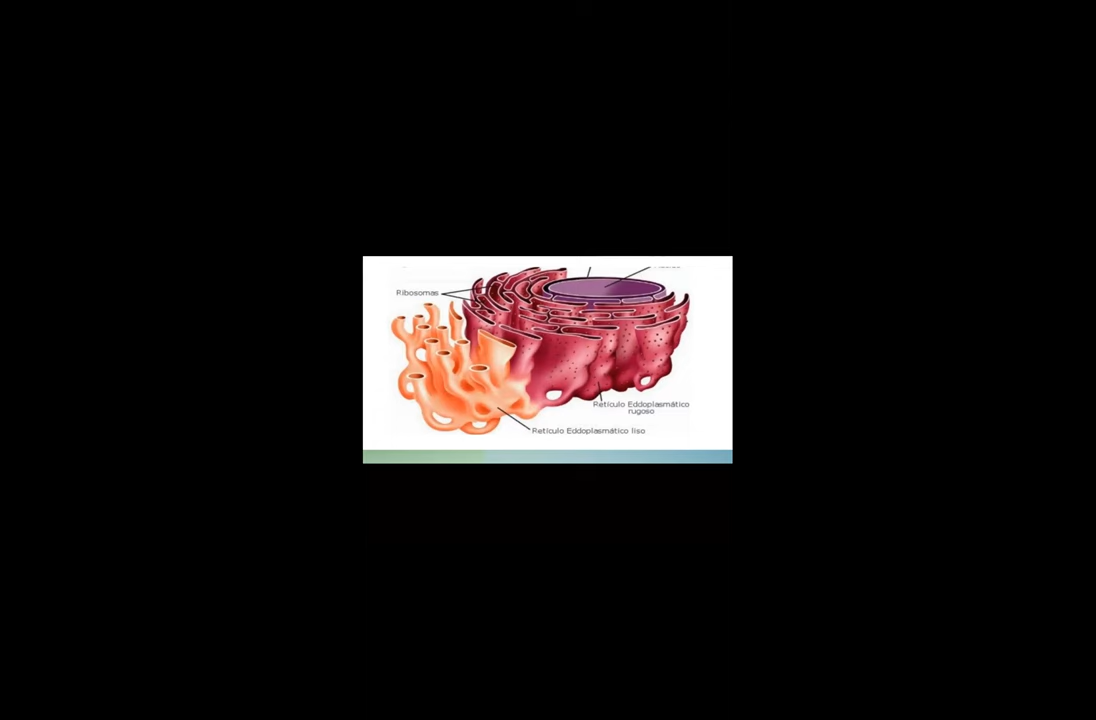 Ribosomas
Retículo Eddoplasmático
rugoso
Retículo Eddoplasmático liso